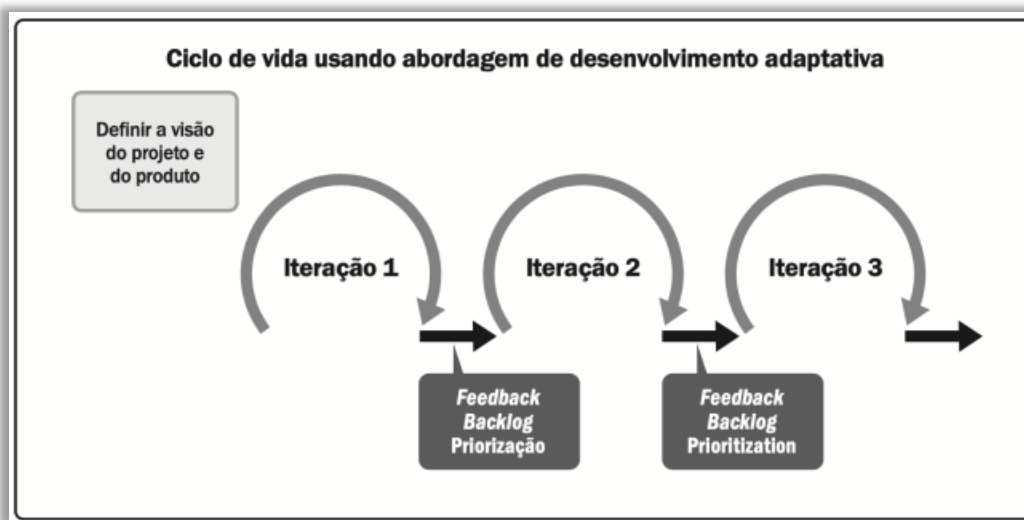 Ciclo de vida usando abordagem de desenvolvimento adaptativa
Definir a visão
do projeto e
do produto
Iteração 1
Iteração 2
Iteração 3
Feedback
Backlog
Priorização
Feedback
Backlog
Prioritization